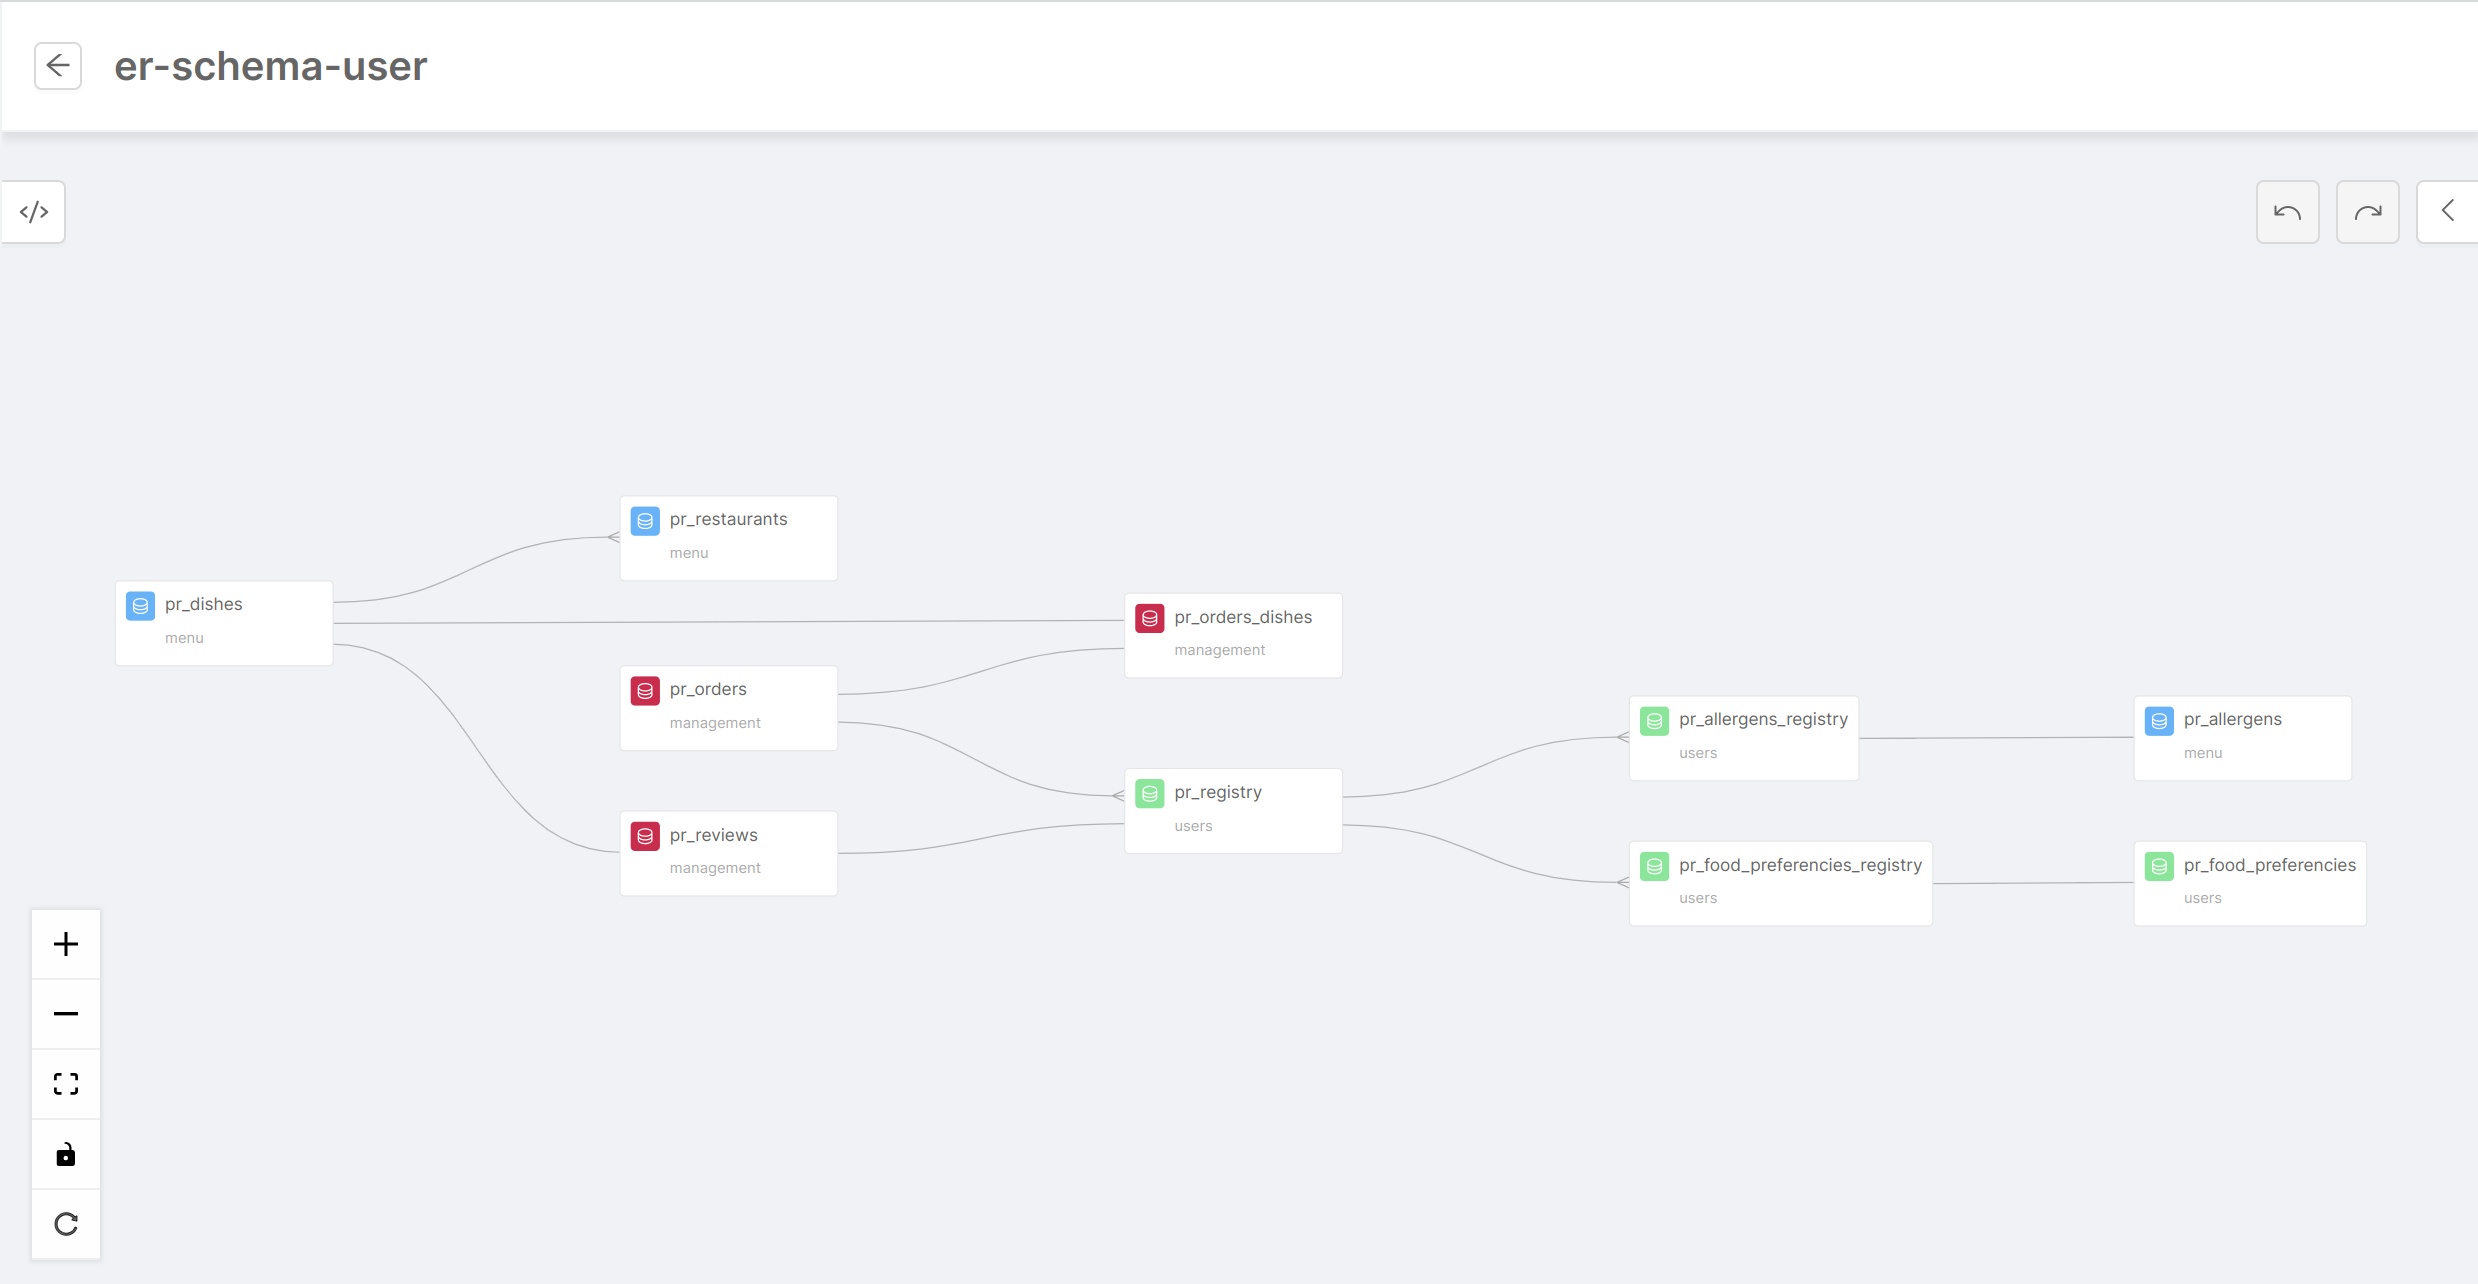 er-schema-user
</>
pr_restaurants
menu
pr_dishes
menu
pr_orders_dishes
management
pr_orders
management
pr_allergens_registry
users
pr_allergens
menu
pr_registry
users
pr_reviews
management
pr_food_preferencies_registry
users
pr_food_preferencies
users